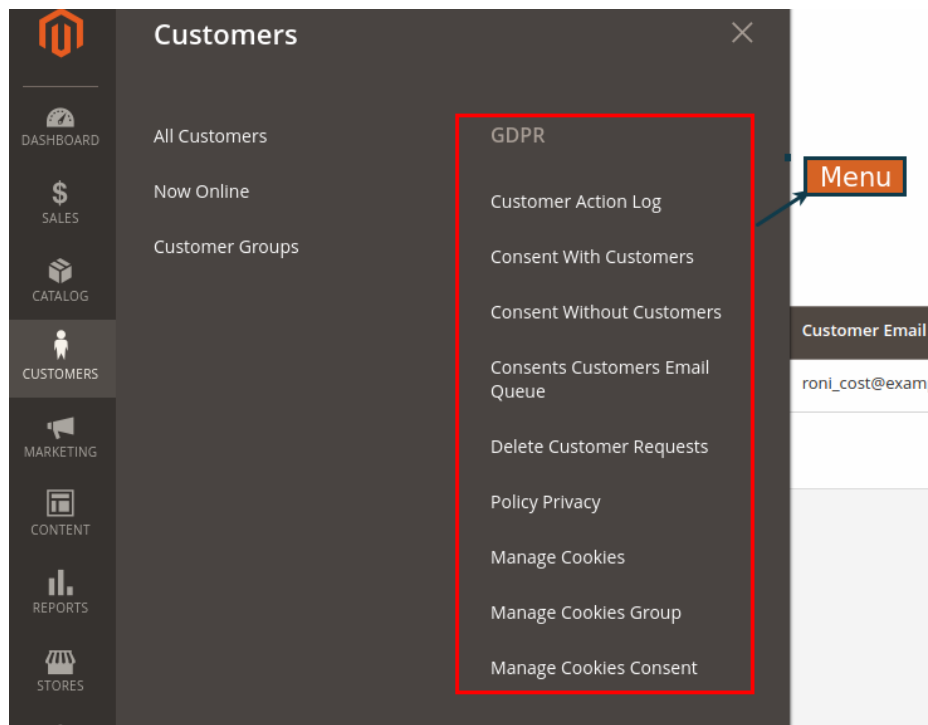 Customers
DASHBOARD
SALES
CATALOG
CUSTOMERS
MARKETING
CONTENT
REPORTS
STORES
All Customers
Now Online
Customer Groups
GDPR
Customer Action Log
Consent With Customers
Consent Without Customers
Consents Customers Email
Queue
Delete Customer Requests
Policy Privacy
Manage Cookies
Manage Cookies Group
Manage Cookies Consent
Menu
Customer Email
roni_cost@exam